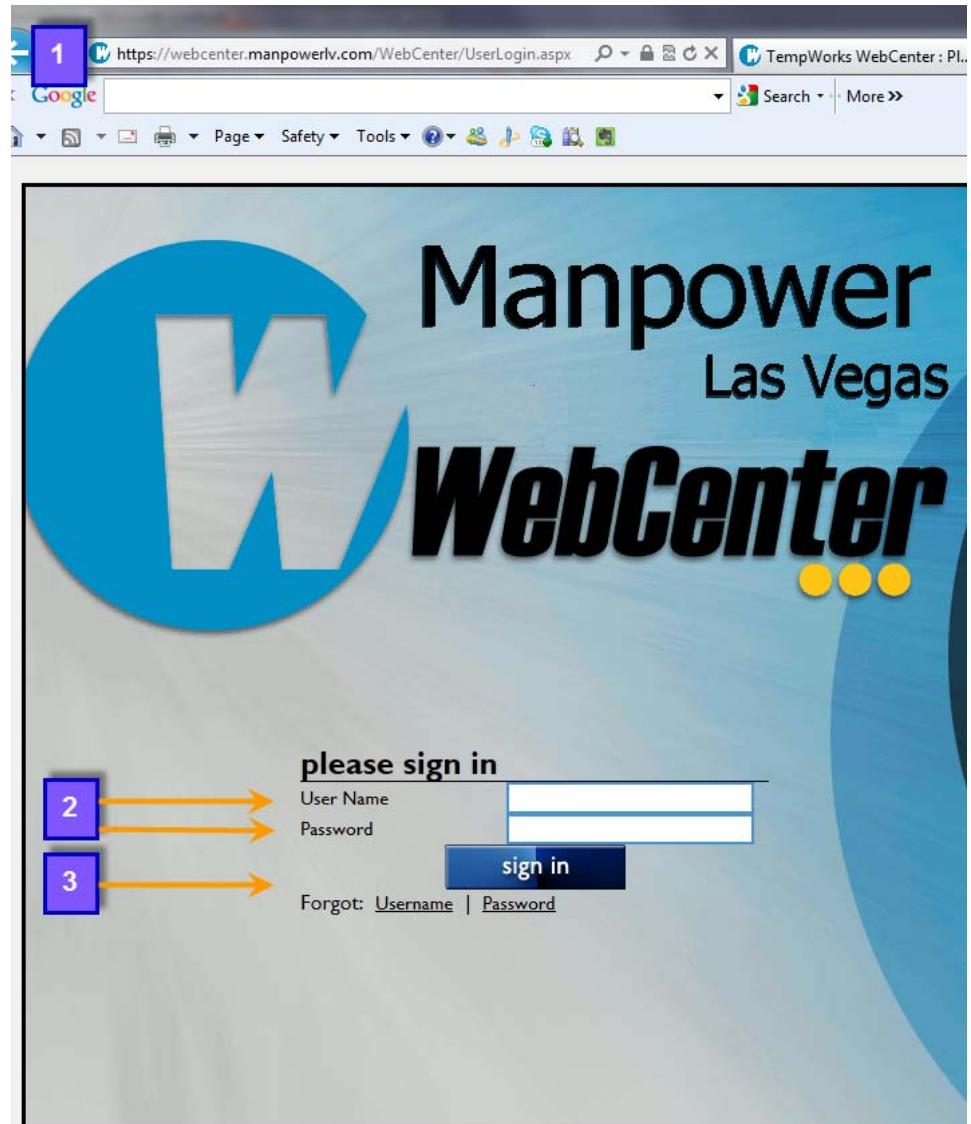 1
https://webcenter.manpowerlv.com/WebCenter/UserLogin.aspx
TempWorks WebCenter : Pl...
Google
Search
More »
Page
Safety
Tools
W
Manpower
Las Vegas
WebCenter
please sign in
2
User Name
Password
sign in
3
Forgot: Username | Password